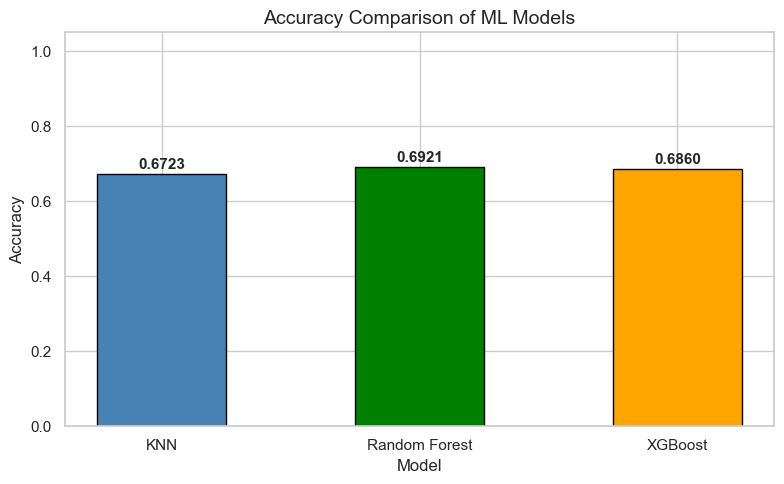 Accuracy Comparison of ML Models
1.0
0.8
0.6
0.4
0.2
0.0
Accuracy
0.6723
0.6921
0.6860
KNN
Random Forest
XGBoost
Model